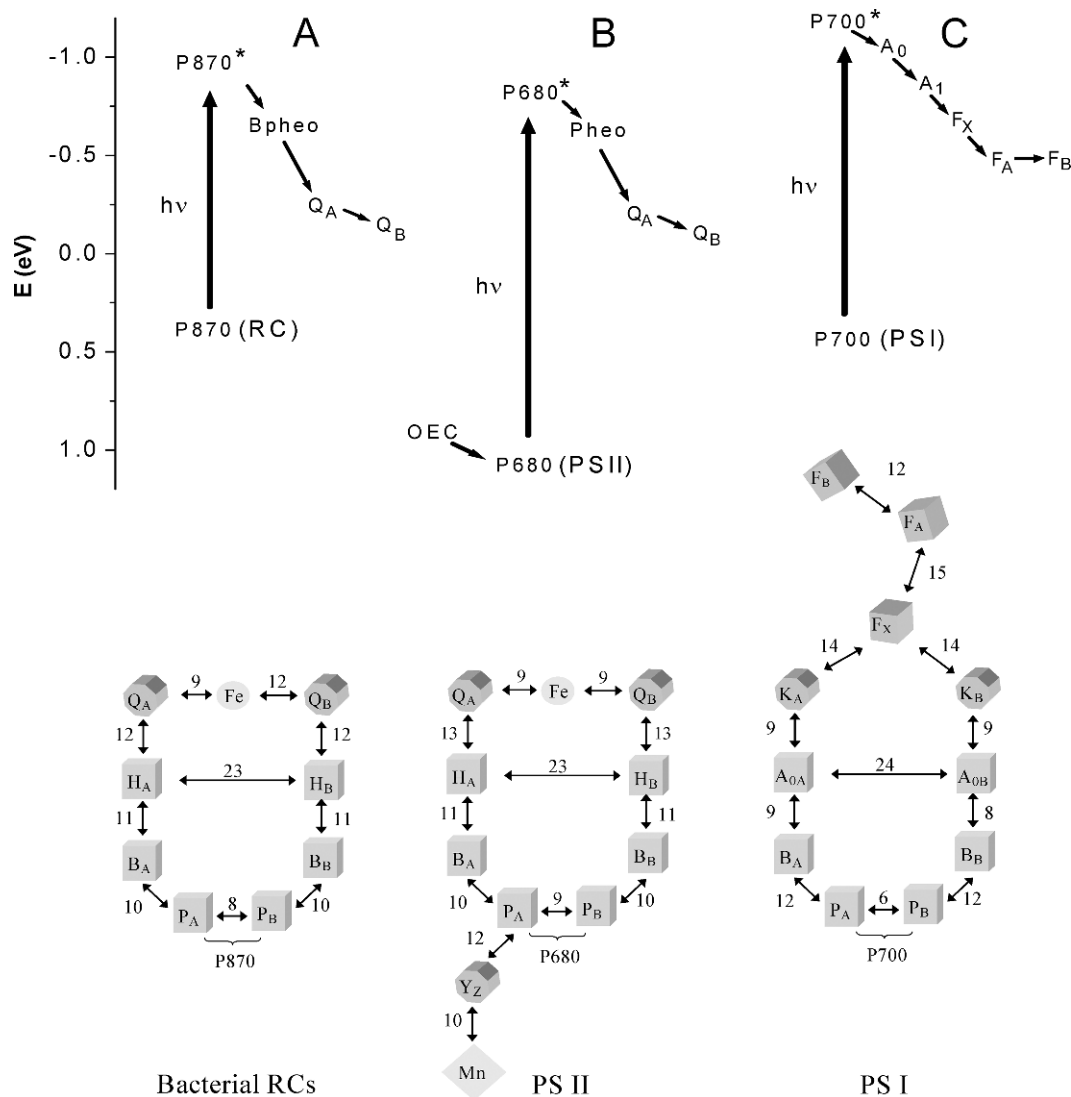 A
B
C
E (eV)
-1.0
-0.5
0.0
0.5
1.0
P870*
Bpheo
QA
QB
hν
P870 (RC)
P680*
Pheo
QA
QB
hν
OEC
P680 (PSII)
P700*
A0
A1
FX
FA
FB
hν
P700 (PSI)
QA 9 Fe 12 QB
12 12
HA 23 HB
11 11
BA BB
10 PA 8 PB 10
P870
Bacterial RCs
QA 9 Fe 9 QB
13 13
IIA 23 HB
11 11
BA BB
10 PA 9 PB 10
12 P680
YZ
10
Mn
PS II
FB 12
FA
15
FX
14 14
KA KB
9 9
A0A 24 A0B
9 8
BA BB
12 PA 6 PB 12
P700
PS I